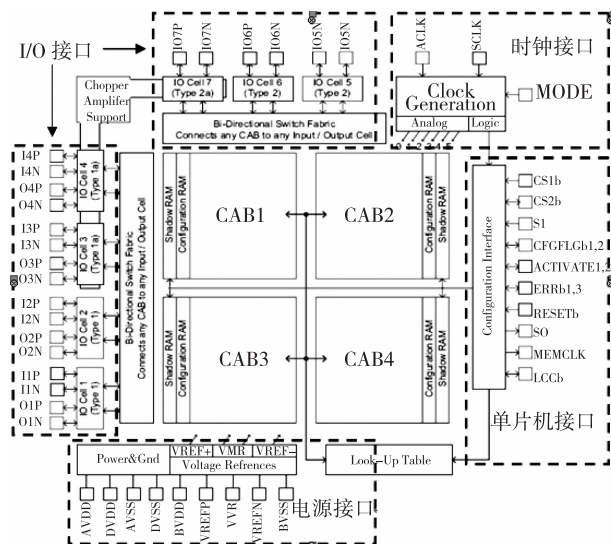 I/O 接口
IO7P
IO7N
IO6P
IO6N
IO5N
IO5N
ACLK
SCLK
时钟接口
Chopper
Amplifer
Support
IO Cell 7
(Type 2a)
IO Cell 6
(Type 2)
IO Cell 5
(Type 2)
Clock
Generation
Analog
Logic
MODE
Bi-Directional Switch Fabric
Connects any CAB to any Input / Output Cell
0 1 2 3 4 5
I4P
I4N
O4P
O4N
IO Cell 4
(Type 1a)
I3P
I3N
O3P
O3N
IO Cell 3
(Type 1a)
I2P
I2N
O2P
O2N
IO Cell 2
(Type 1)
I1P
I1N
O1P
O1N
IO Cell 1
(Type 1)
Bi-Directional Switch Fabric
Connects any CAB to any Input / Output Cell
Shadow RAM
Configuration RAM
CAB1
CAB2
Configuration RAM
Shadow RAM
Shadow RAM
Configuration RAM
CAB3
CAB4
Configuration RAM
Shadow RAM
Configuration Interface
CS1b
CS2b
S1
CFGFLGb1,2
ACTIVATE1,2
ERRb1,3
RESETb
SO
MEMCLK
LCCb
单片机接口
Power&Gnd
VREF+
VMR
VREF-
Voltage Refrences
Look-Up Table
AVDD
DVDD
AVSS
DVSS
BVDD
VREFP
VVR
VREFN
BVSS
电源接口